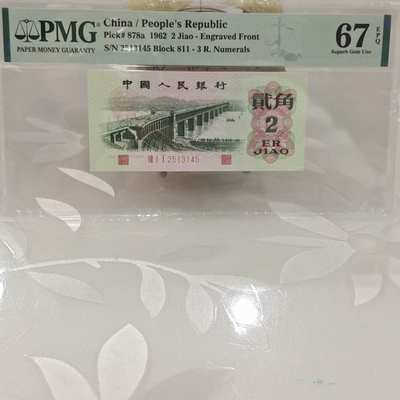 PMG
PAPER MONEY GUARANTY
China / People's Republic
Pick# 878a 1962 2 Jiao - Engraved Front
S/N 2513145 Block 811 - 3 R. Numerals
67 EPQ
Superb Gem Unc
中國人民銀行
貳角
2
ER
JIAO
2513145